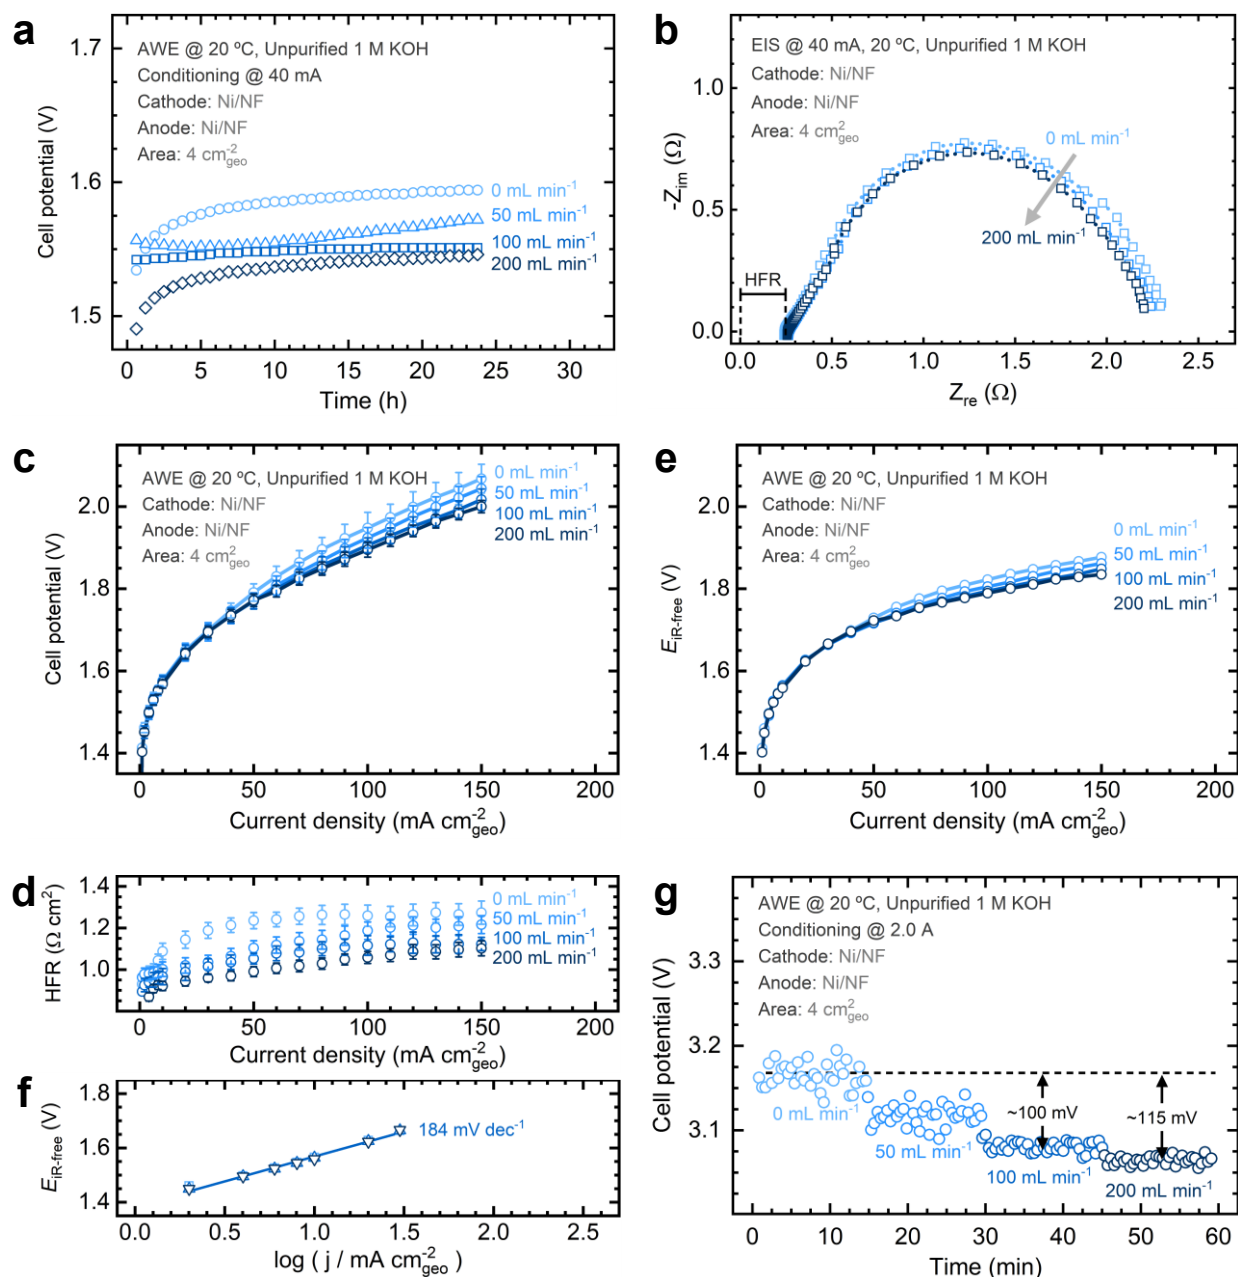 a
AWE @ 20 ºC, Unpurified 1 M KOH
Conditioning @ 40 mA
Cathode: Ni/NF
Anode: Ni/NF
Area: 4 cm⁻²geo
0 mL min⁻¹
50 mL min⁻¹
100 mL min⁻¹
200 mL min⁻¹
1.7
1.6
1.5
Cell potential (V)
0 5 10 15 20 25 30
Time (h)
b
EIS @ 40 mA, 20 ºC, Unpurified 1 M KOH
Cathode: Ni/NF
Anode: Ni/NF
Area: 4 cm²geo
0 mL min⁻¹
200 mL min⁻¹
HFR
1.0
0.5
0.0
-Zim (Ω)
0.0 0.5 1.0 1.5 2.0 2.5
Zre (Ω)
c
AWE @ 20 ºC, Unpurified 1 M KOH
Cathode: Ni/NF
Anode: Ni/NF
Area: 4 cm²geo
0 mL min⁻¹
50 mL min⁻¹
100 mL min⁻¹
200 mL min⁻¹
2.0
1.8
1.6
1.4
Cell potential (V)
0 50 100 150 200
Current density (mA cm⁻²geo)
e
AWE @ 20 ºC, Unpurified 1 M KOH
Cathode: Ni/NF
Anode: Ni/NF
Area: 4 cm²geo
0 mL min⁻¹
50 mL min⁻¹
100 mL min⁻¹
200 mL min⁻¹
2.0
1.8
1.6
1.4
EiR-free (V)
0 50 100 150 200
Current density (mA cm⁻²geo)
d
0 mL min⁻¹
50 mL min⁻¹
100 mL min⁻¹
200 mL min⁻¹
1.4
1.2
1.0
HFR (Ω cm²)
0 50 100 150 200
Current density (mA cm⁻²geo)
f
184 mV dec⁻¹
1.8
1.6
1.4
EiR-free (V)
0.0 0.5 1.0 1.5 2.0 2.5
log ( j / mA cm⁻²geo)
g
AWE @ 20 ºC, Unpurified 1 M KOH
Conditioning @ 2.0 A
Cathode: Ni/NF
Anode: Ni/NF
Area: 4 cm²geo
0 mL min⁻¹
50 mL min⁻¹
100 mL min⁻¹
200 mL min⁻¹
~100 mV
~115 mV
3.3
3.2
3.1
Cell potential (V)
0 10 20 30 40 50 60
Time (min)